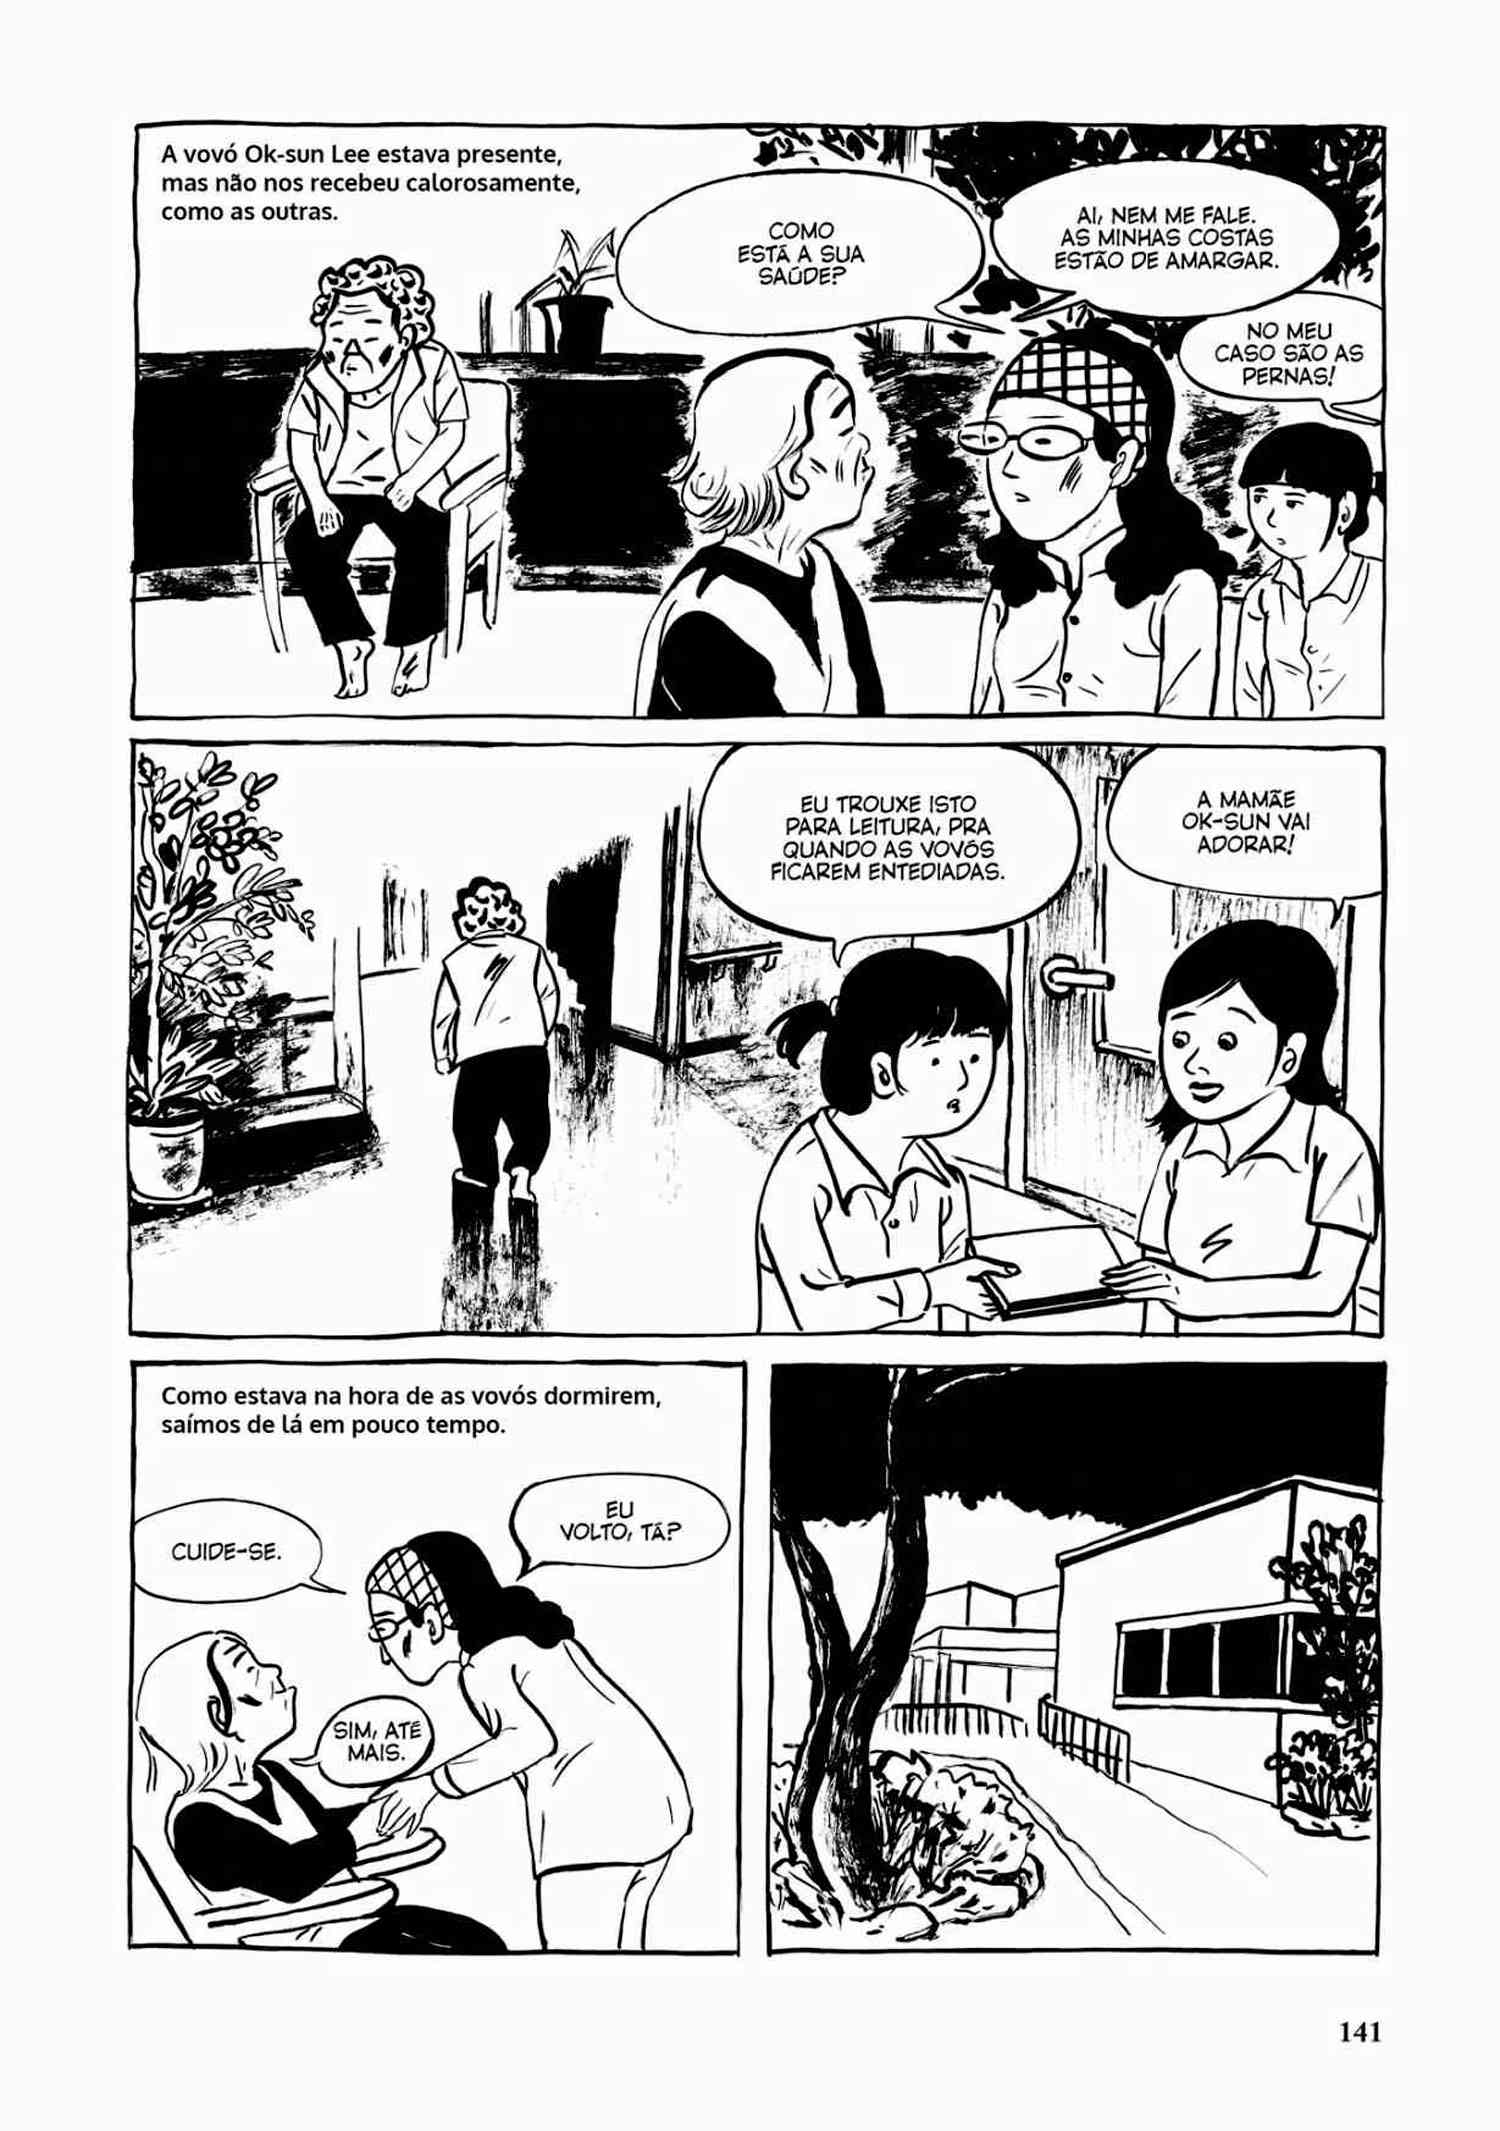 A vovó Ok-sun Lee estava presente,
mas não nos recebeu calorosamente,
como as outras.
COMO
ESTÁ A SUA
SAÚDE?
AI, NEM ME FALE.
AS MINHAS COSTAS
ESTÃO DE AMARGAR.
NO MEU
CASO SÃO AS
PERNAS!
EU TROUXE ISTO
PARA LEITURA, PRA
QUANDO AS VOVÓS
FICAREM ENTEDIADAS.
A MAMÃE
OK-SUN VAI
ADORAR!
Como estava na hora de as vovós dormirem,
saímos de lá em pouco tempo.
CUIDE-SE.
EU
VOLTO, TÁ?
SIM, ATÉ
MAIS.
141